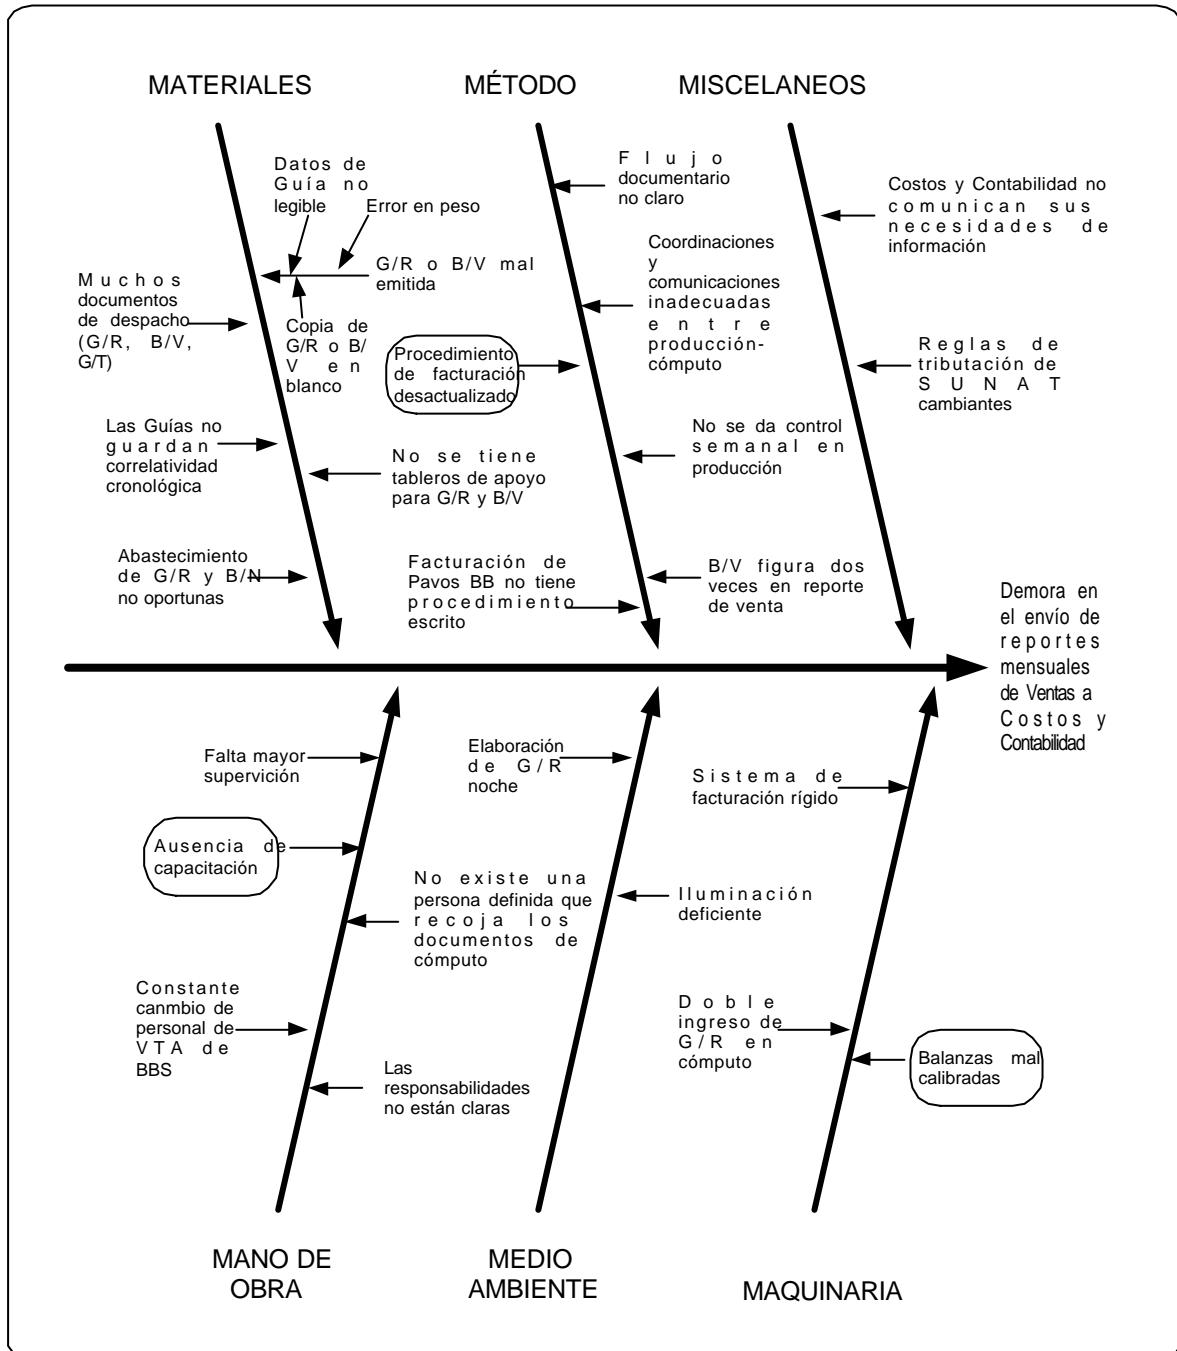 MATERIALES
MÉTODO
MISCELANEOS
Datos de
Guía no
legible
Error en peso
G/R o B/V mal
emitida
Muchos
documentos
de despacho
(G/R, B/V,
G/T)
Copia de
G/R o B/
V en
blanco
Las Guías no
guardan
correlatividad
cronológica
No se tiene
tableros de apoyo
para G/R y B/V
Abastecimiento
de G/R y B/N
no oportunas
Flujo
documentario
no claro
Coordinaciones
y
comunicaciones
inadecuadas
entre
producción-
cómputo
Procedimiento
de facturación
desactualizado
No se da control
semanal en
producción
Facturación de
Pavos BB no tiene
procedimiento
escrito
B/V figura dos
veces en reporte
de venta
Costos y Contabilidad no
comunican sus
necesidades de
información
Reglas de
tributación de
SUNAT
cambiantes
Demora en
el envío de
reportes
mensuales
de Ventas a
Costos y
Contabilidad
Falta mayor
supervición
Ausencia de
capacitación
No existe una
persona definida que
recoja los
documentos de
cómputo
Constante
canmbio de
personal de
VTA de
BBS
Las
responsabilidades
no están claras
Elaboración
de G/R
noche
Iluminación
deficiente
Sistema de
facturación rígido
Doble
ingreso de
G/R en
cómputo
Balanzas mal
calibradas
MANO DE
OBRA
MEDIO
AMBIENTE
MAQUINARIA